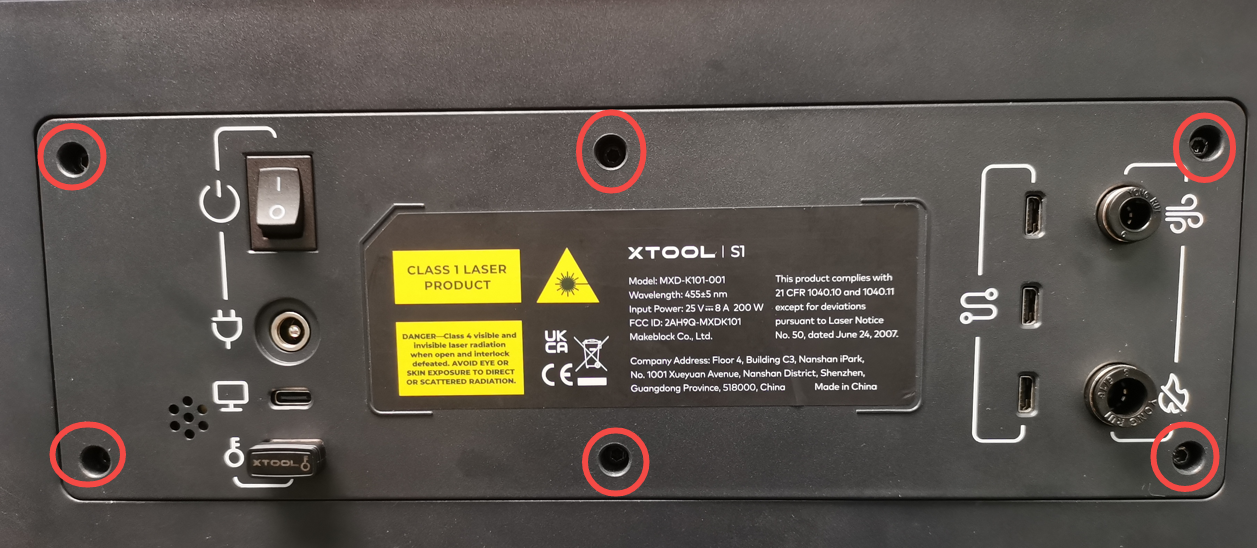 CLASS 1 LASER
PRODUCT
DANGER—Class 4 visible and
invisible laser radiation
when open and interlock
defeated. AVOID EYE OR
SKIN EXPOSURE TO DIRECT
OR SCATTERED RADIATION.
UK
CA
CE
XTOOL | S1
Model: MXD-K101-001
Wavelength: 455±5 nm
Input Power: 25 V⎓8 A 200 W
FCC ID: 2AH9Q-MXDK101
Makeblock Co., Ltd.
This product complies with
21 CFR 1040.10 and 1040.11
except for deviations
pursuant to Laser Notice
No. 50, dated June 24, 2007.
Company Address: Floor 4, Building C3, Nanshan iPark,
No. 1001 Xueyuan Avenue, Nanshan District, Shenzhen,
Guangdong Province, 518000, China Made in China
XTOOL